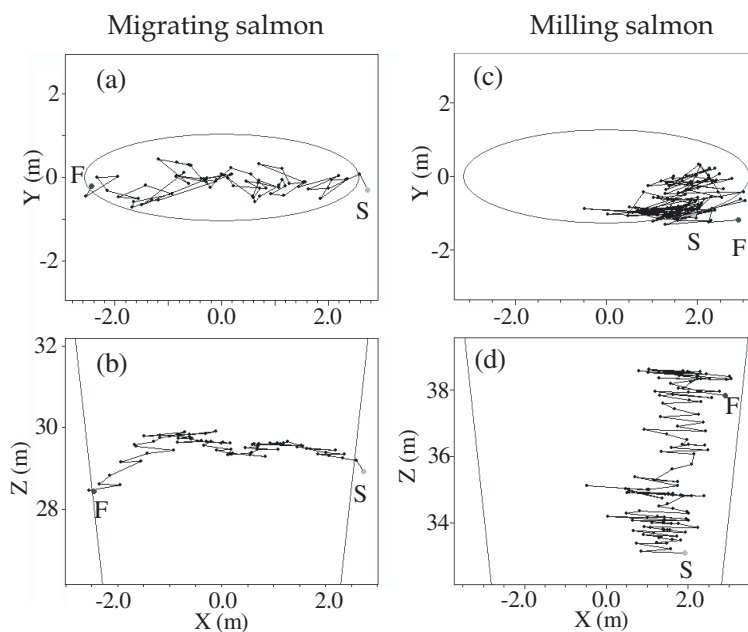 Migrating salmon
Milling salmon
(a)
(c)
2
0
-2
Y (m)
F
S
-2.0
0.0
2.0
2
0
-2
Y (m)
S
F
-2.0
0.0
2.0
(b)
(d)
32
30
28
Z (m)
F
S
-2.0
0.0
2.0
X (m)
38
36
34
Z (m)
F
S
-2.0
0.0
2.0
X (m)